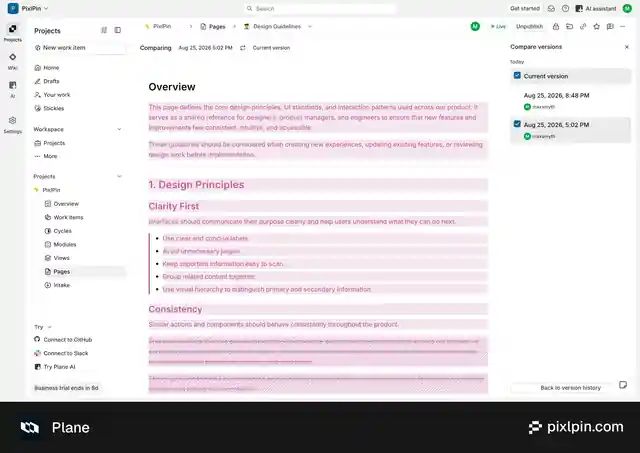 PixlPin
Search
Get started
AI assistant
M
Projects
Wiki
AI
Settings
Projects
New work item
Home
Drafts
Your work
Stickies
Workspace
Projects
More
Projects
PixlPin
Overview
Work items
Cycles
Modules
Views
Pages
Intake
Try
Connect to GitHub
Connect to Slack
Try Plane AI
Business trial ends in 8d
PixlPin
Pages
Design Guidelines
M
Live
Unpublish
Comparing
Aug 25, 2026 5:02 PM
Current version
Overview
This page defines the core design principles, UI standards, and interaction patterns used across our product. It
serves as a shared reference for designers, product managers, and engineers to ensure that new features and
improvements feel consistent, intuitive, and accessible.
These guidelines should be considered when creating new experiences, updating existing features, or reviewing
design work before implementation.
1. Design Principles
Clarity First
Interfaces should communicate their purpose clearly and help users understand what they can do next.
Use clear and concise labels.
Avoid unnecessary jargon.
Keep important information easy to scan.
Group related content together.
Use visual hierarchy to distinguish primary and secondary information.
Consistency
Similar actions and components should behave consistently throughout the product.
Compare versions
Today
Current version
Aug 25, 2026, 8:48 PM
M
Aug 25, 2026, 5:02 PM
M
Back to version history
Plane
pixlpin.com